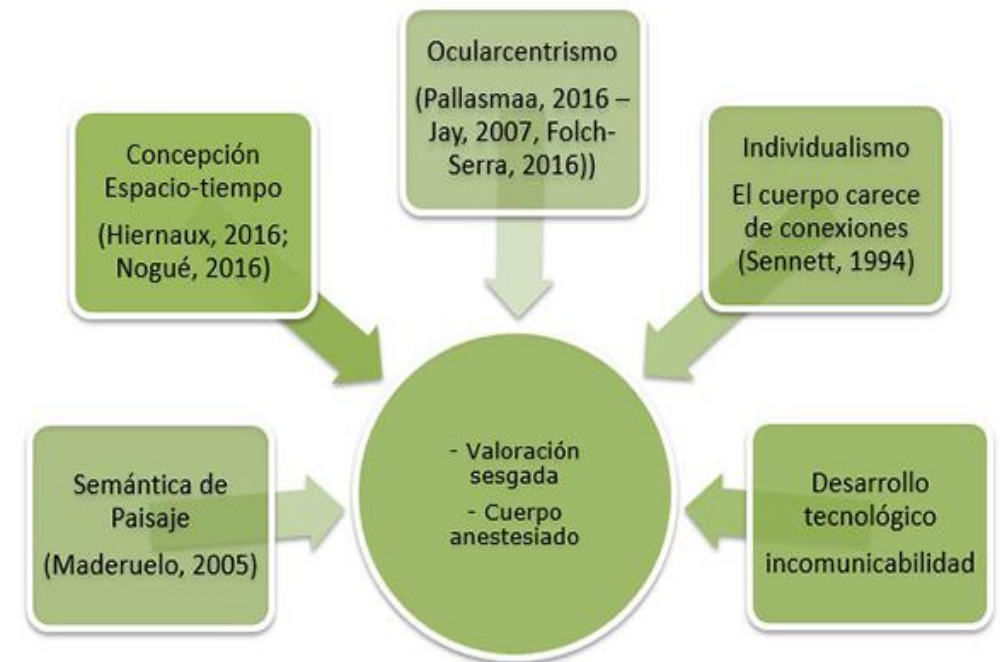 Ocularcentrismo
(Pallasmaa, 2016 –
Jay, 2007, Folch-
Serra, 2016))
Concepción
Espacio-tiempo
(Hiernaux, 2016;
Nogué, 2016)
Individualismo
El cuerpo carece
de conexiones
(Sennett, 1994)
Semántica de
Paisaje
(Maderuelo, 2005)
- Valoración
sesgada
- Cuerpo
anestesiado
Desarrollo
tecnológico
incomunicabilidad